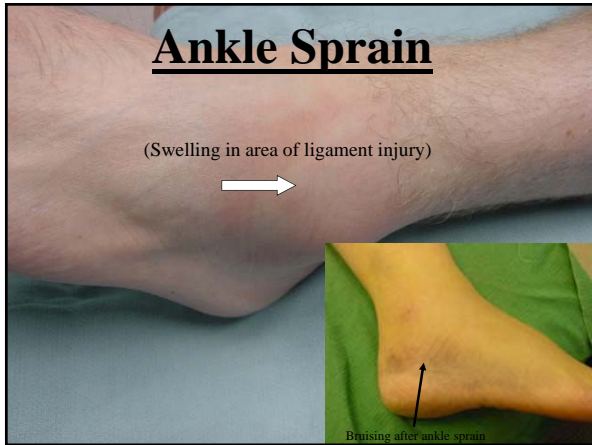 Ankle Sprain
(Swelling in area of ligament injury)
Bruising after ankle sprain